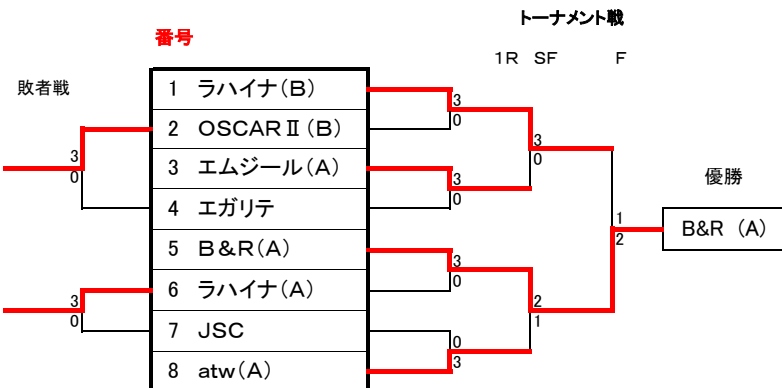 トーナメント戦
番号
1R SF F
敗者戦
1 ラハイナ(B)
3
0
2 OSCARⅡ(B)
3
0
3
0
3 エムジール(A)
3
0
4 エガリテ
優勝
1
2
B&R (A)
5 B&R(A)
3
0
6 ラハイナ(A)
3
0
2
1
7 JSC
0
3
8 atw(A)